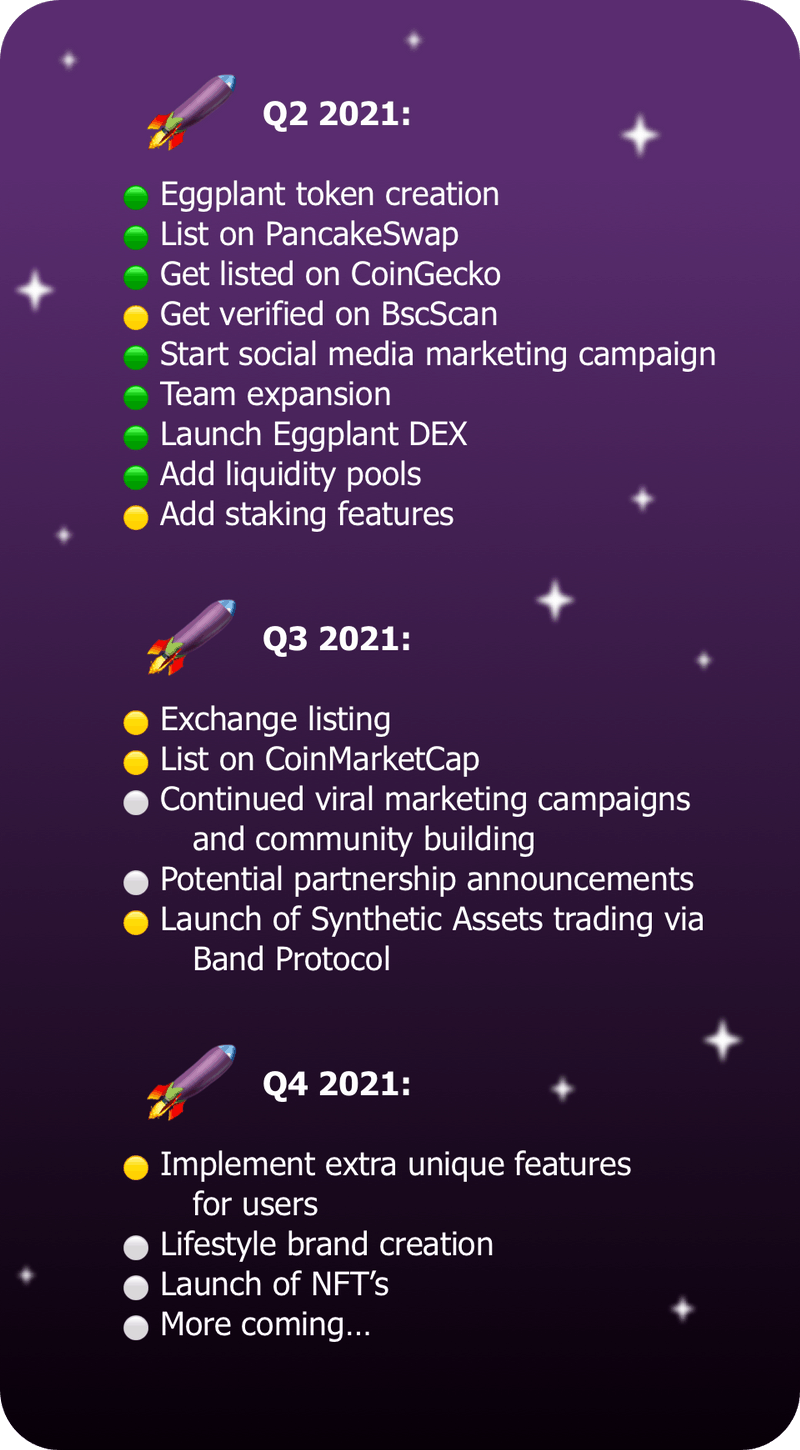 Q2 2021:
Eggplant token creation
List on PancakeSwap
Get listed on CoinGecko
Get verified on BscScan
Start social media marketing campaign
Team expansion
Launch Eggplant DEX
Add liquidity pools
Add staking features
Q3 2021:
Exchange listing
List on CoinMarketCap
Continued viral marketing campaigns
and community building
Potential partnership announcements
Launch of Synthetic Assets trading via
Band Protocol
Q4 2021:
Implement extra unique features
for users
Lifestyle brand creation
Launch of NFT’s
More coming...